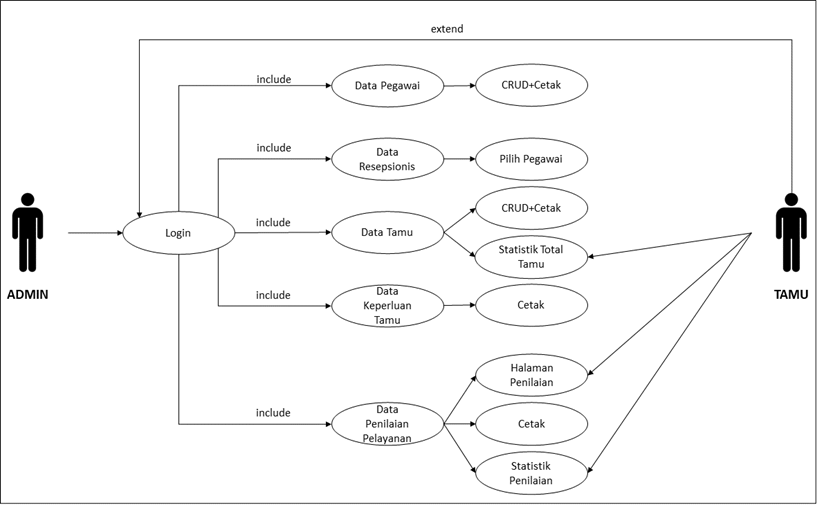 extend
include
Data Pegawai
CRUD+Cetak
include
Data
Resepsionis
Pilih Pegawai
CRUD+Cetak
include
Login
Data Tamu
Statistik Total
Tamu
ADMIN
TAMU
include
Data
Keperluan
Tamu
Cetak
Halaman
Penilaian
include
Data
Penilaian
Pelayanan
Cetak
Statistik
Penilaian